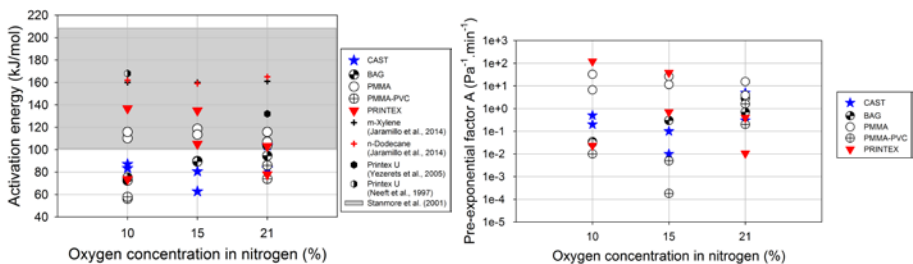 220
200
180
160
140
120
100
80
60
40
Activation energy (kJ/mol)
10
15
21
Oxygen concentration in nitrogen (%)
CAST
BAG
PMMA
PMMA-PVC
PRINTEX
m-Xylene
(Jaramillo et al., 2014)
n-Dodecane
(Jaramillo et al., 2014)
Printex U
(Yezerets et al., 2005)
Printex U
(Neeft et al., 1997)
Stanmore et al. (2001)
1e+3
1e+2
1e+1
1e+0
1e-1
1e-2
1e-3
1e-4
1e-5
Pre-exponential factor A (Pa⁻¹.min⁻¹)
10
15
21
Oxygen concentration in nitrogen (%)
CAST
BAG
PMMA
PMMA-PVC
PRINTEX